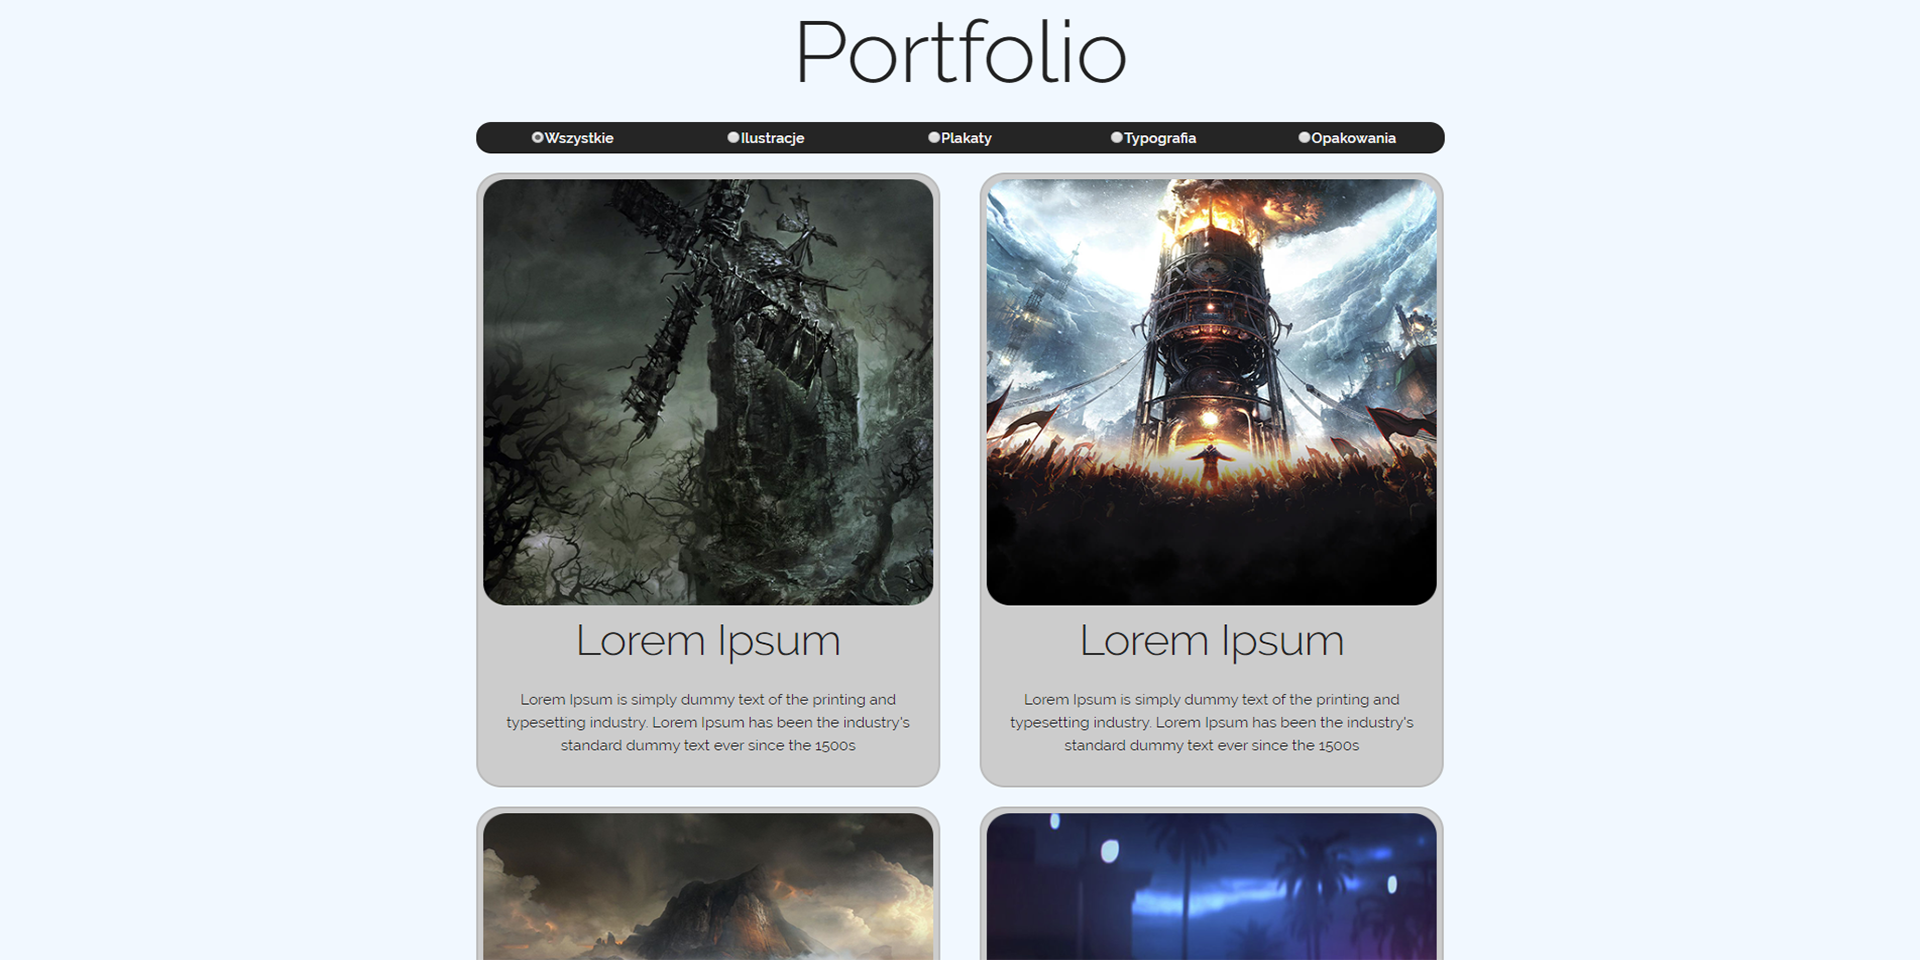 Portfolio
Wszystkie Ilustracje Plakaty Typografia Opakowania
Lorem Ipsum
Lorem Ipsum is simply dummy text of the printing and
typesetting industry. Lorem Ipsum has been the industry's
standard dummy text ever since the 1500s
Lorem Ipsum
Lorem Ipsum is simply dummy text of the printing and
typesetting industry. Lorem Ipsum has been the industry's
standard dummy text ever since the 1500s